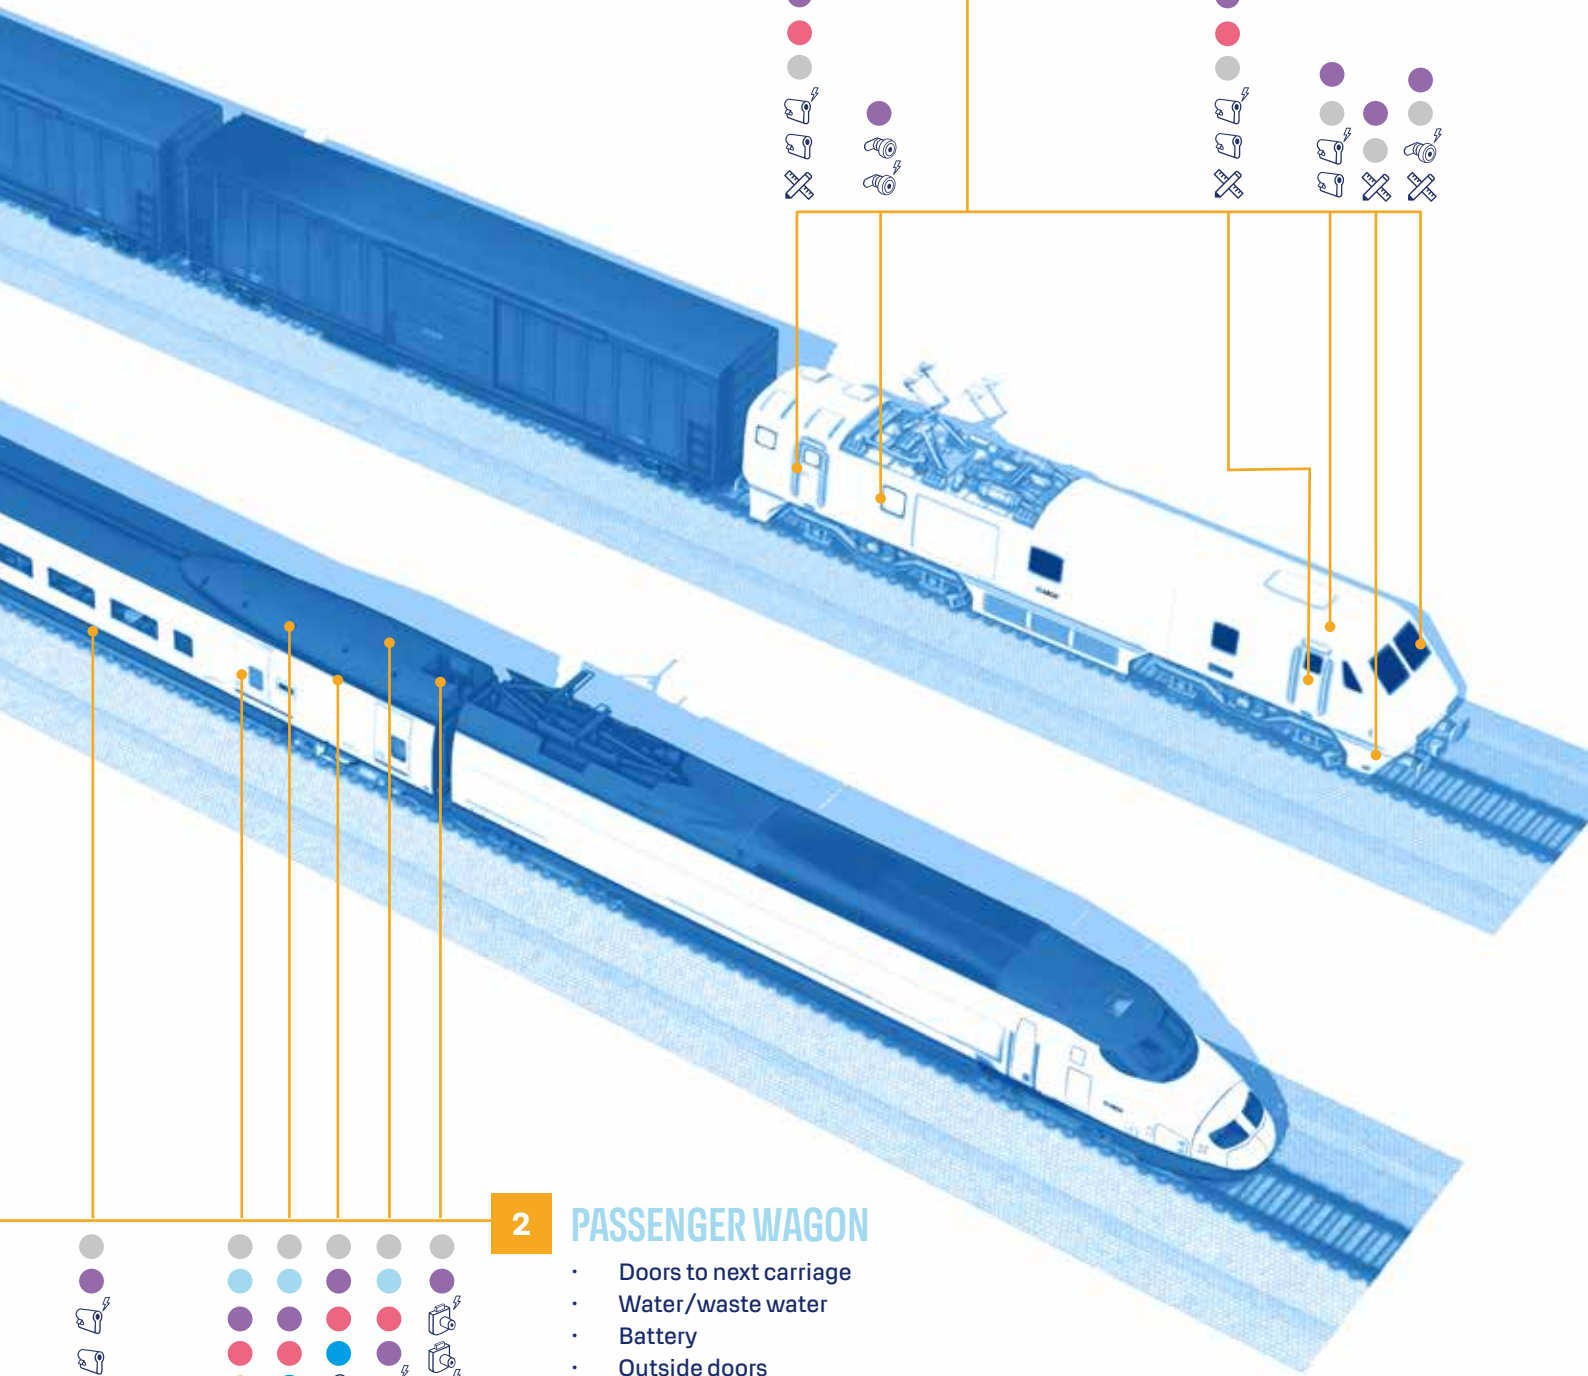 2
PASSENGER WAGON
· Doors to next carriage
· Water/waste water
· Battery
· Outside doors